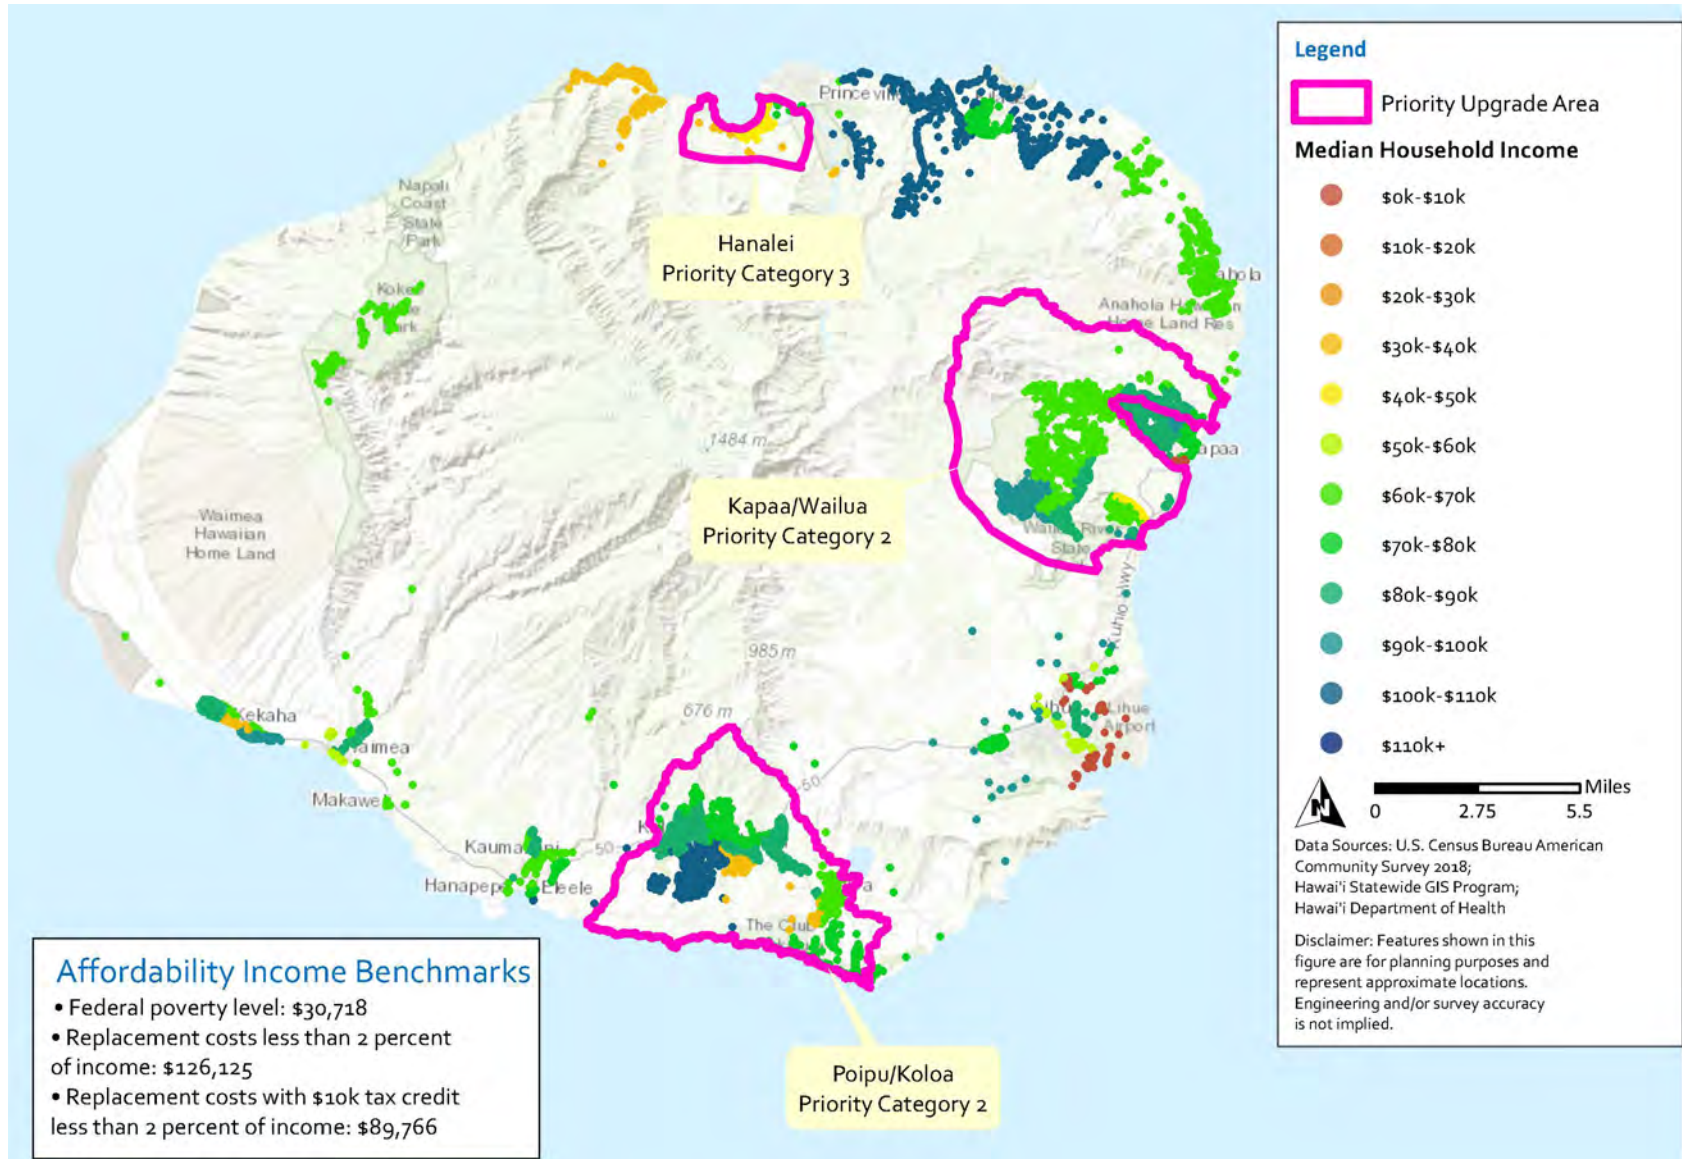 Legend
Priority Upgrade Area
Median Household Income
$0k-$10k
$10k-$20k
$20k-$30k
$30k-$40k
$40k-$50k
$50k-$60k
$60k-$70k
$70k-$80k
$80k-$90k
$90k-$100k
$100k-$110k
$110k+
N
Miles
0 2.75 5.5
Data Sources: U.S. Census Bureau American
Community Survey 2018;
Hawai'i Statewide GIS Program;
Hawai'i Department of Health
Disclaimer: Features shown in this
figure are for planning purposes and
represent approximate locations.
Engineering and/or survey accuracy
is not implied.
Napali
Coast
State
Park
Hanalei
Priority Category 3
Anahola
Home Land Res
1484 m
Kapaa/Wailua
Priority Category 2
State
Waimea
Hawaiian
Home Land
Kuhio Hwy
985 m
676 m
Kekaha
Lihue
Airport
50
50
Hanapepe
Eleele
The Club
Poipu/Koloa
Priority Category 2
Affordability Income Benchmarks
• Federal poverty level: $30,718
• Replacement costs less than 2 percent
of income: $126,125
• Replacement costs with $10k tax credit
less than 2 percent of income: $89,766